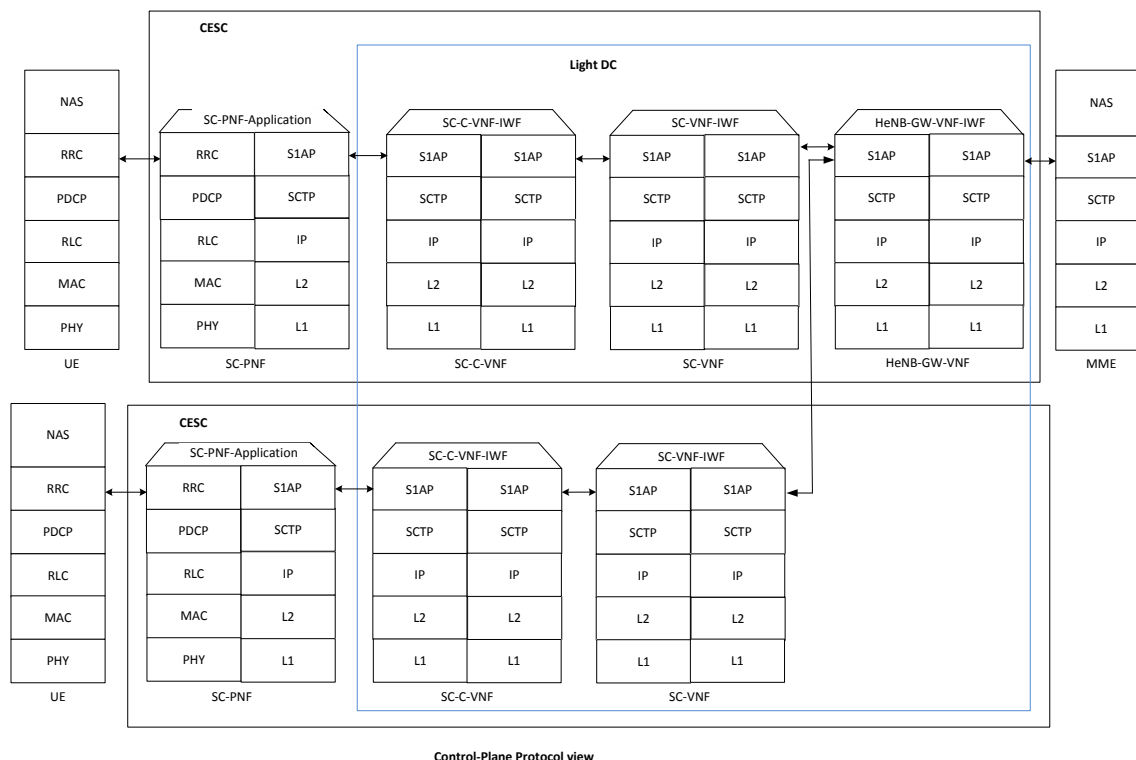 CESC
Light DC
NAS
NAS
SC-PNF-Application
SC-C-VNF-IWF
SC-VNF-IWF
HeNB-GW-VNF-IWF
RRC
RRC
S1AP
S1AP
S1AP
S1AP
S1AP
S1AP
S1AP
S1AP
PDCP
PDCP
SCTP
SCTP
SCTP
SCTP
SCTP
SCTP
SCTP
SCTP
RLC
RLC
IP
IP
IP
IP
IP
IP
IP
IP
MAC
MAC
L2
L2
L2
L2
L2
L2
L2
L2
PHY
PHY
L1
L1
L1
L1
L1
L1
L1
L1
UE
SC-PNF
SC-C-VNF
SC-VNF
HeNB-GW-VNF
MME
CESC
NAS
SC-PNF-Application
SC-C-VNF-IWF
SC-VNF-IWF
RRC
RRC
S1AP
S1AP
S1AP
S1AP
S1AP
PDCP
PDCP
SCTP
SCTP
SCTP
SCTP
SCTP
RLC
RLC
IP
IP
IP
IP
IP
MAC
MAC
L2
L2
L2
L2
L2
PHY
PHY
L1
L1
L1
L1
L1
UE
SC-PNF
SC-C-VNF
SC-VNF
Control-Plane Protocol view